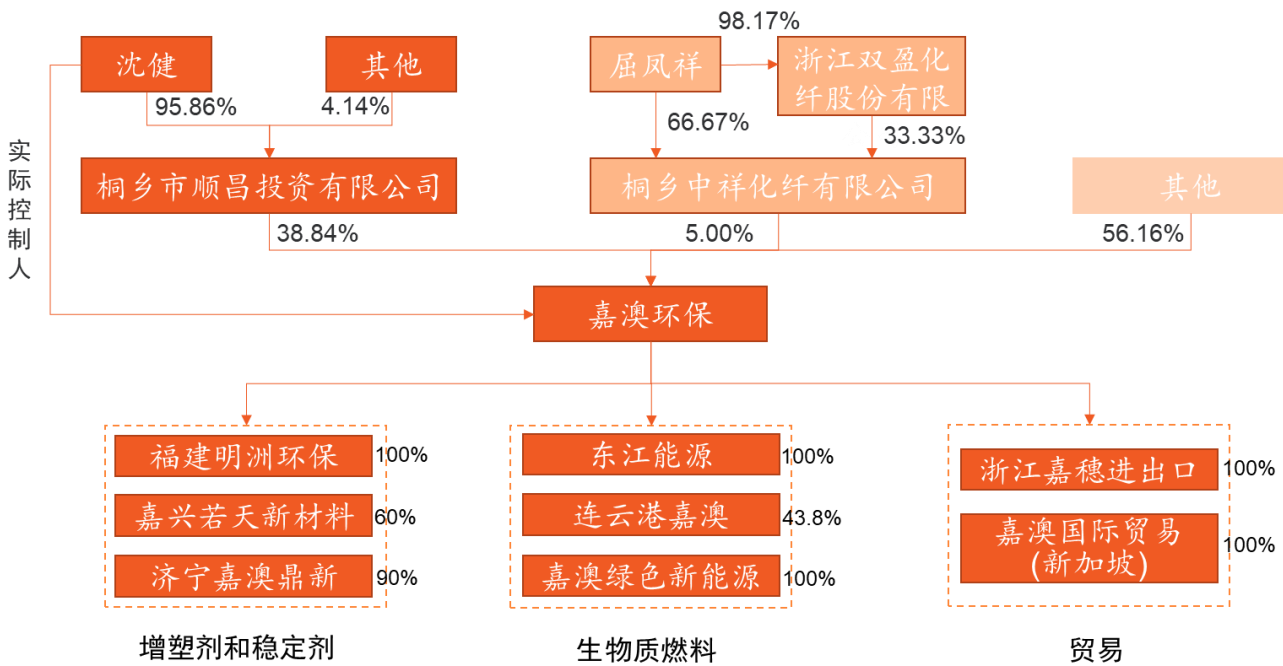 98.17%
沈健
其他
屈凤祥
浙江双盈化
纤股份有限
95.86%
4.14%
66.67%
33.33%
实际控制人
桐乡市顺昌投资有限公司
桐乡中祥化纤有限公司
其他
38.84%
5.00%
56.16%
嘉澳环保
福建明洲环保
100%
嘉兴若天新材料
60%
济宁嘉澳鼎新
90%
东江能源
100%
连云港嘉澳
43.8%
嘉澳绿色新能源
100%
浙江嘉穗进出口
100%
嘉澳国际贸易
(新加坡)
100%
增塑剂和稳定剂
生物质燃料
贸易